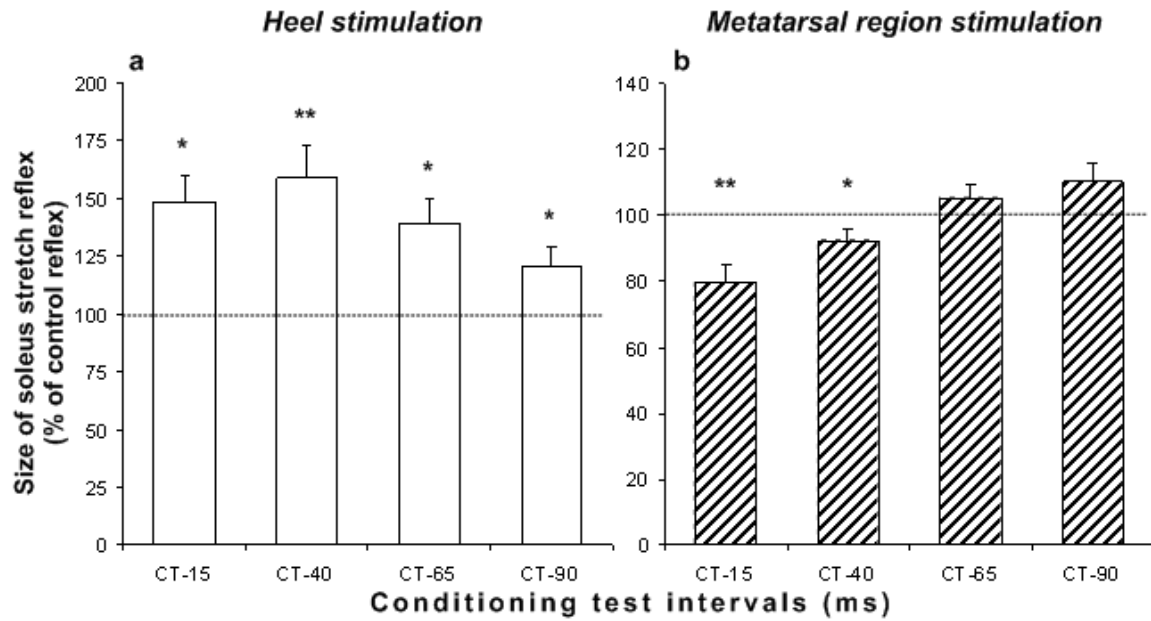 Heel stimulation
Metatarsal region stimulation
a
b
Size of soleus stretch reflex
(% of control reflex)
200
175
150
125
100
75
50
25
0
*
**
*
*
CT-15
CT-40
CT-65
CT-90
140
120
100
80
60
40
20
0
**
*
CT-15
CT-40
CT-65
CT-90
Conditioning test intervals (ms)